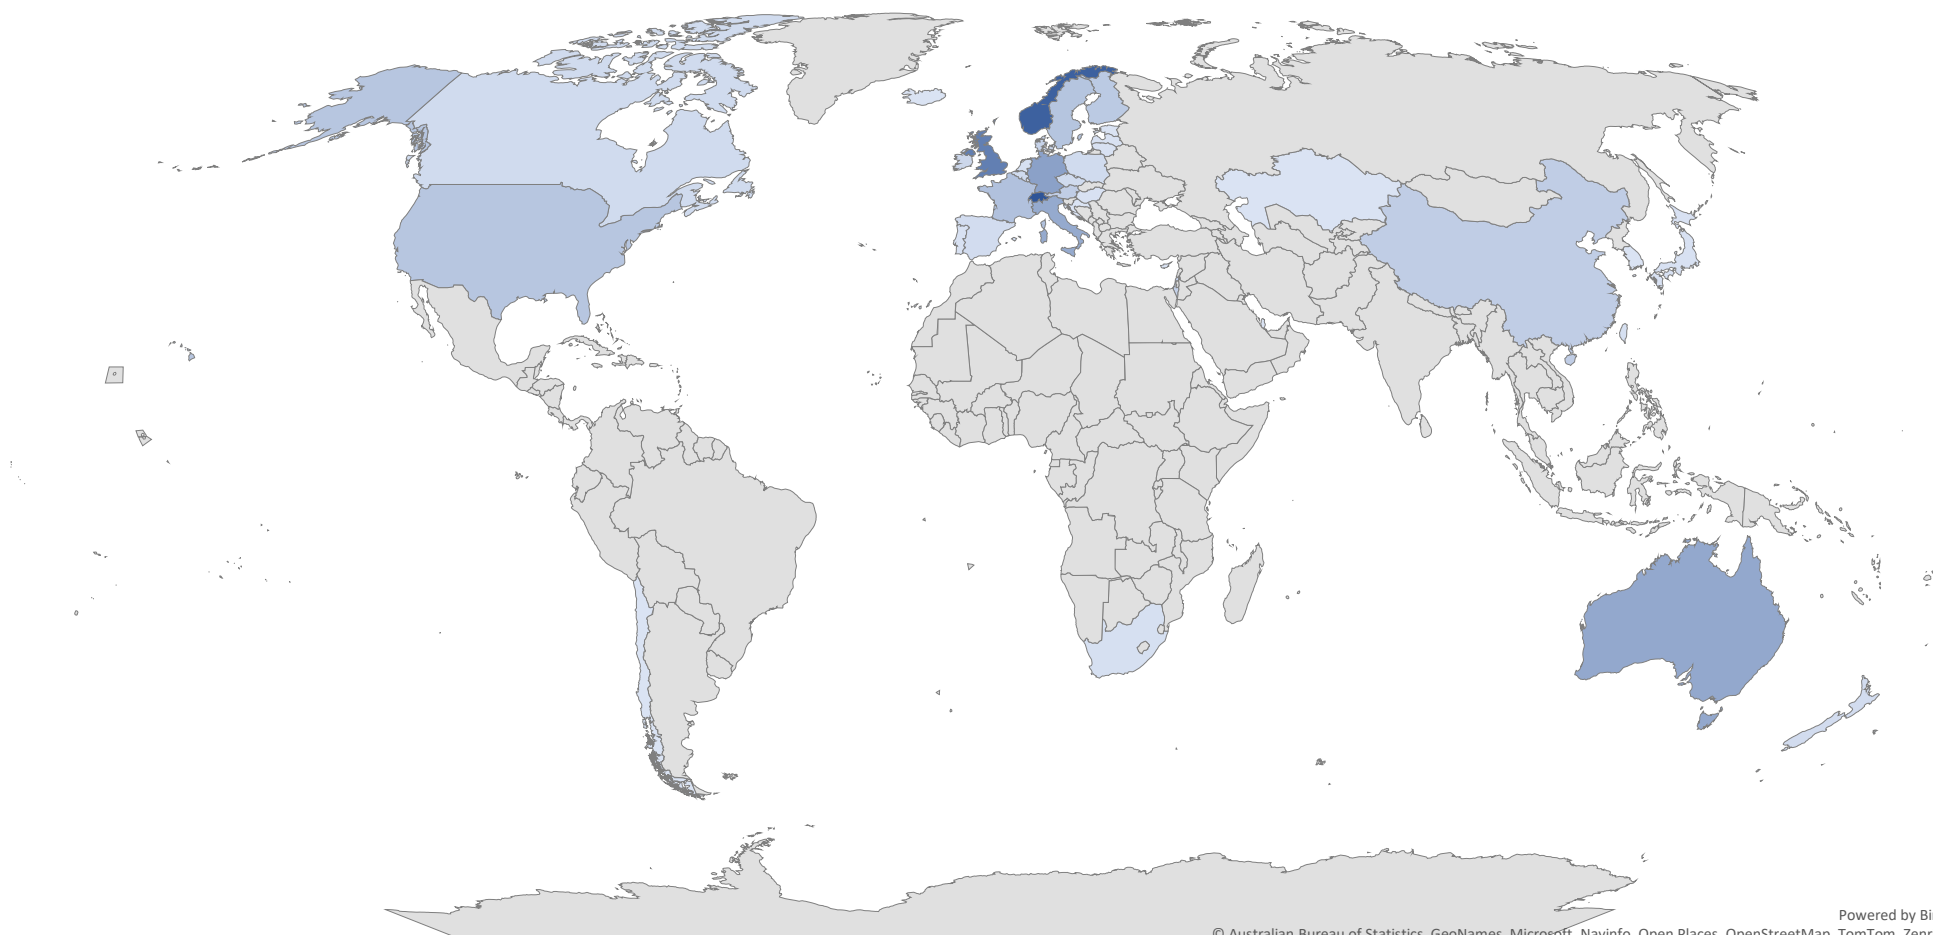 Powered by Bi
© Australian Bureau of Statistics, GeoNames, Microsoft, Navinfo, Open Places, OpenStreetMap, TomTom, Zenr